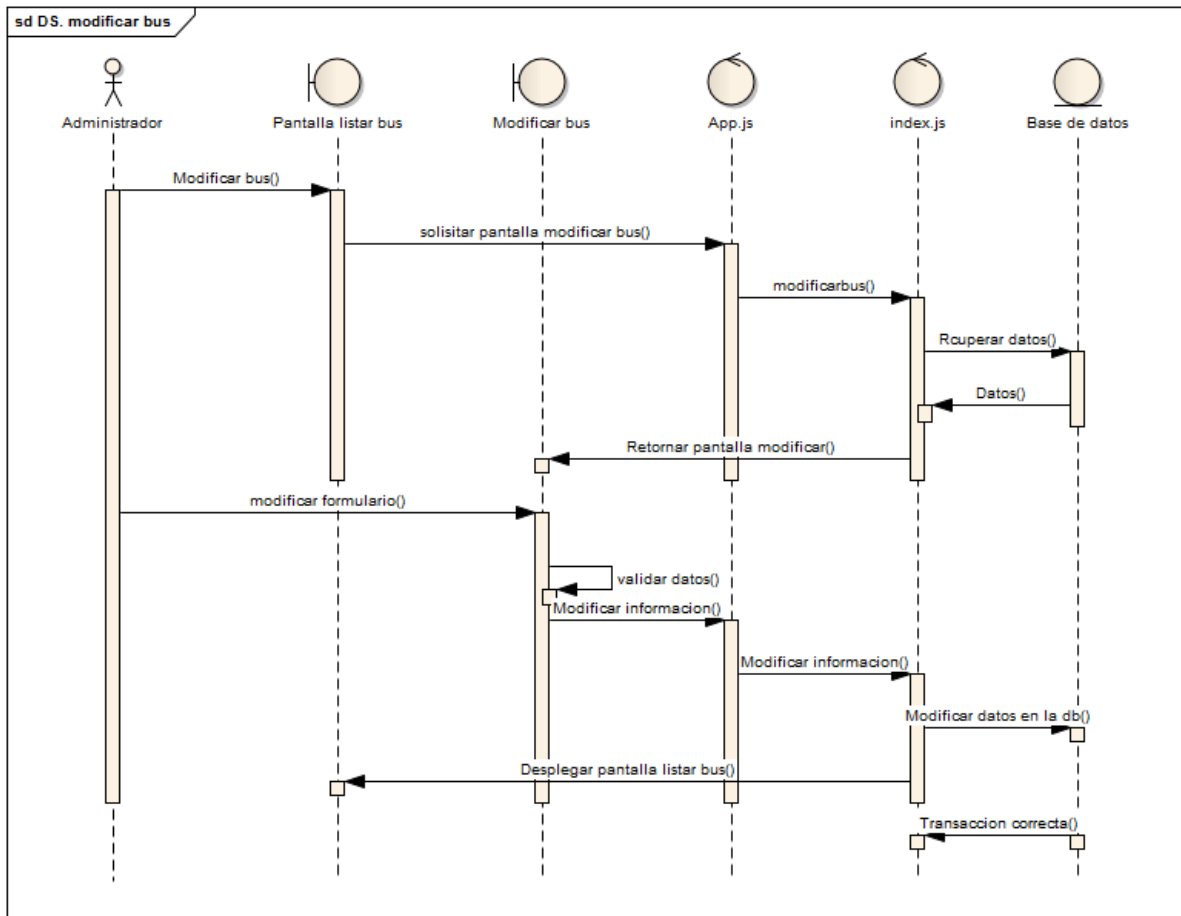 sd DS. modificar bus
Administrador
Pantalla listar bus
Modificar bus
App.js
index.js
Base de datos
Modificar bus()
solisitar pantalla modificar bus()
modificarbus()
Rcuperar datos()
Datos()
Retornar pantalla modificar()
modificar formulario()
validar datos()
Modificar informacion()
Modificar informacion()
Modificar datos en la db()
Desplegar pantalla listar bus()
Transaccion correcta()